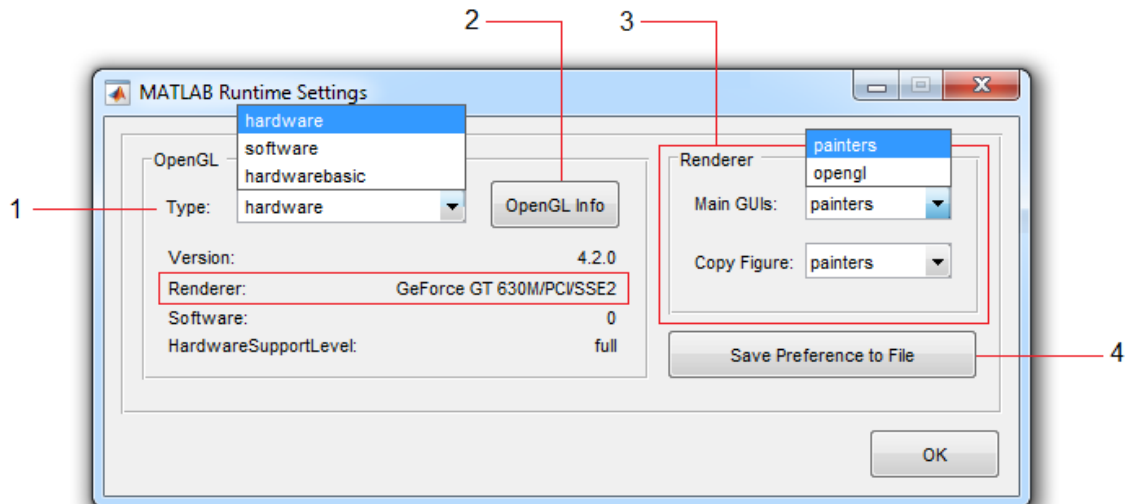 2
3
MATLAB Runtime Settings
hardware
software
hardwarebasic
OpenGL
1
Type:
hardware
OpenGL Info
Version:
4.2.0
Renderer:
GeForce GT 630M/PCI/SSE2
Software:
0
HardwareSupportLevel:
full
Renderer
painters
opengl
Main GUIs:
painters
Copy Figure:
painters
Save Preference to File
4
OK